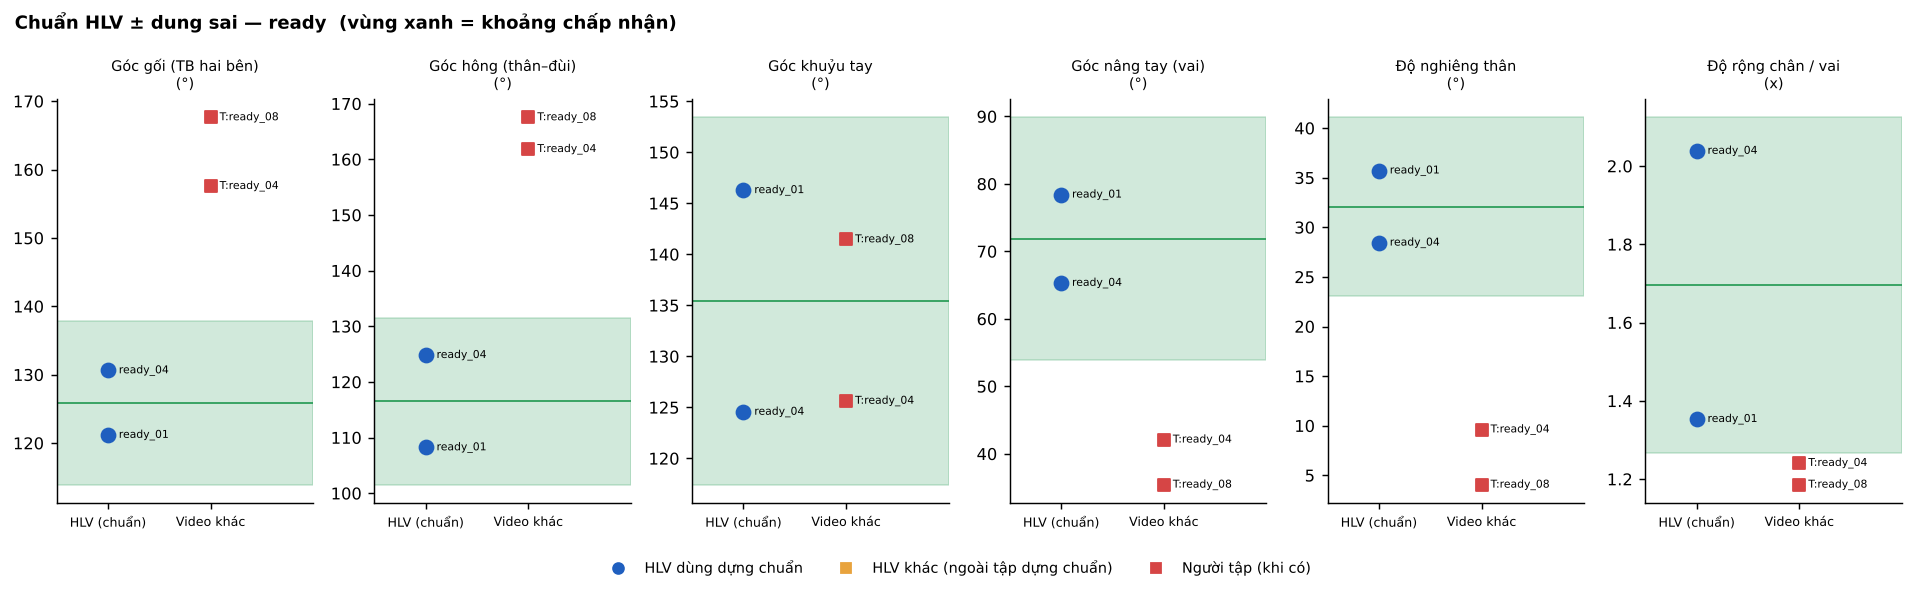 Chuẩn HLV ± dung sai — ready  (vùng xanh = khoảng chấp nhận)
Góc gối (TB hai bên)
(°)
170
160
150
140
130
120
T:ready_08
T:ready_04
ready_04
ready_01
HLV (chuẩn)
Video khác
Góc hông (thân–đùi)
(°)
170
160
150
140
130
120
110
100
T:ready_08
T:ready_04
ready_04
ready_01
HLV (chuẩn)
Video khác
Góc khuỷu tay
(°)
155
150
145
140
135
130
125
120
ready_01
T:ready_08
T:ready_04
ready_04
HLV (chuẩn)
Video khác
Góc nâng tay (vai)
(°)
90
80
70
60
50
40
ready_01
ready_04
T:ready_04
T:ready_08
HLV (chuẩn)
Video khác
Độ nghiêng thân
(°)
40
35
30
25
20
15
10
5
ready_01
ready_04
T:ready_04
T:ready_08
HLV (chuẩn)
Video khác
Độ rộng chân / vai
(x)
2.0
1.8
1.6
1.4
1.2
ready_04
ready_01
T:ready_04
T:ready_08
HLV (chuẩn)
Video khác
HLV dùng dựng chuẩn
HLV khác (ngoài tập dựng chuẩn)
Người tập (khi có)